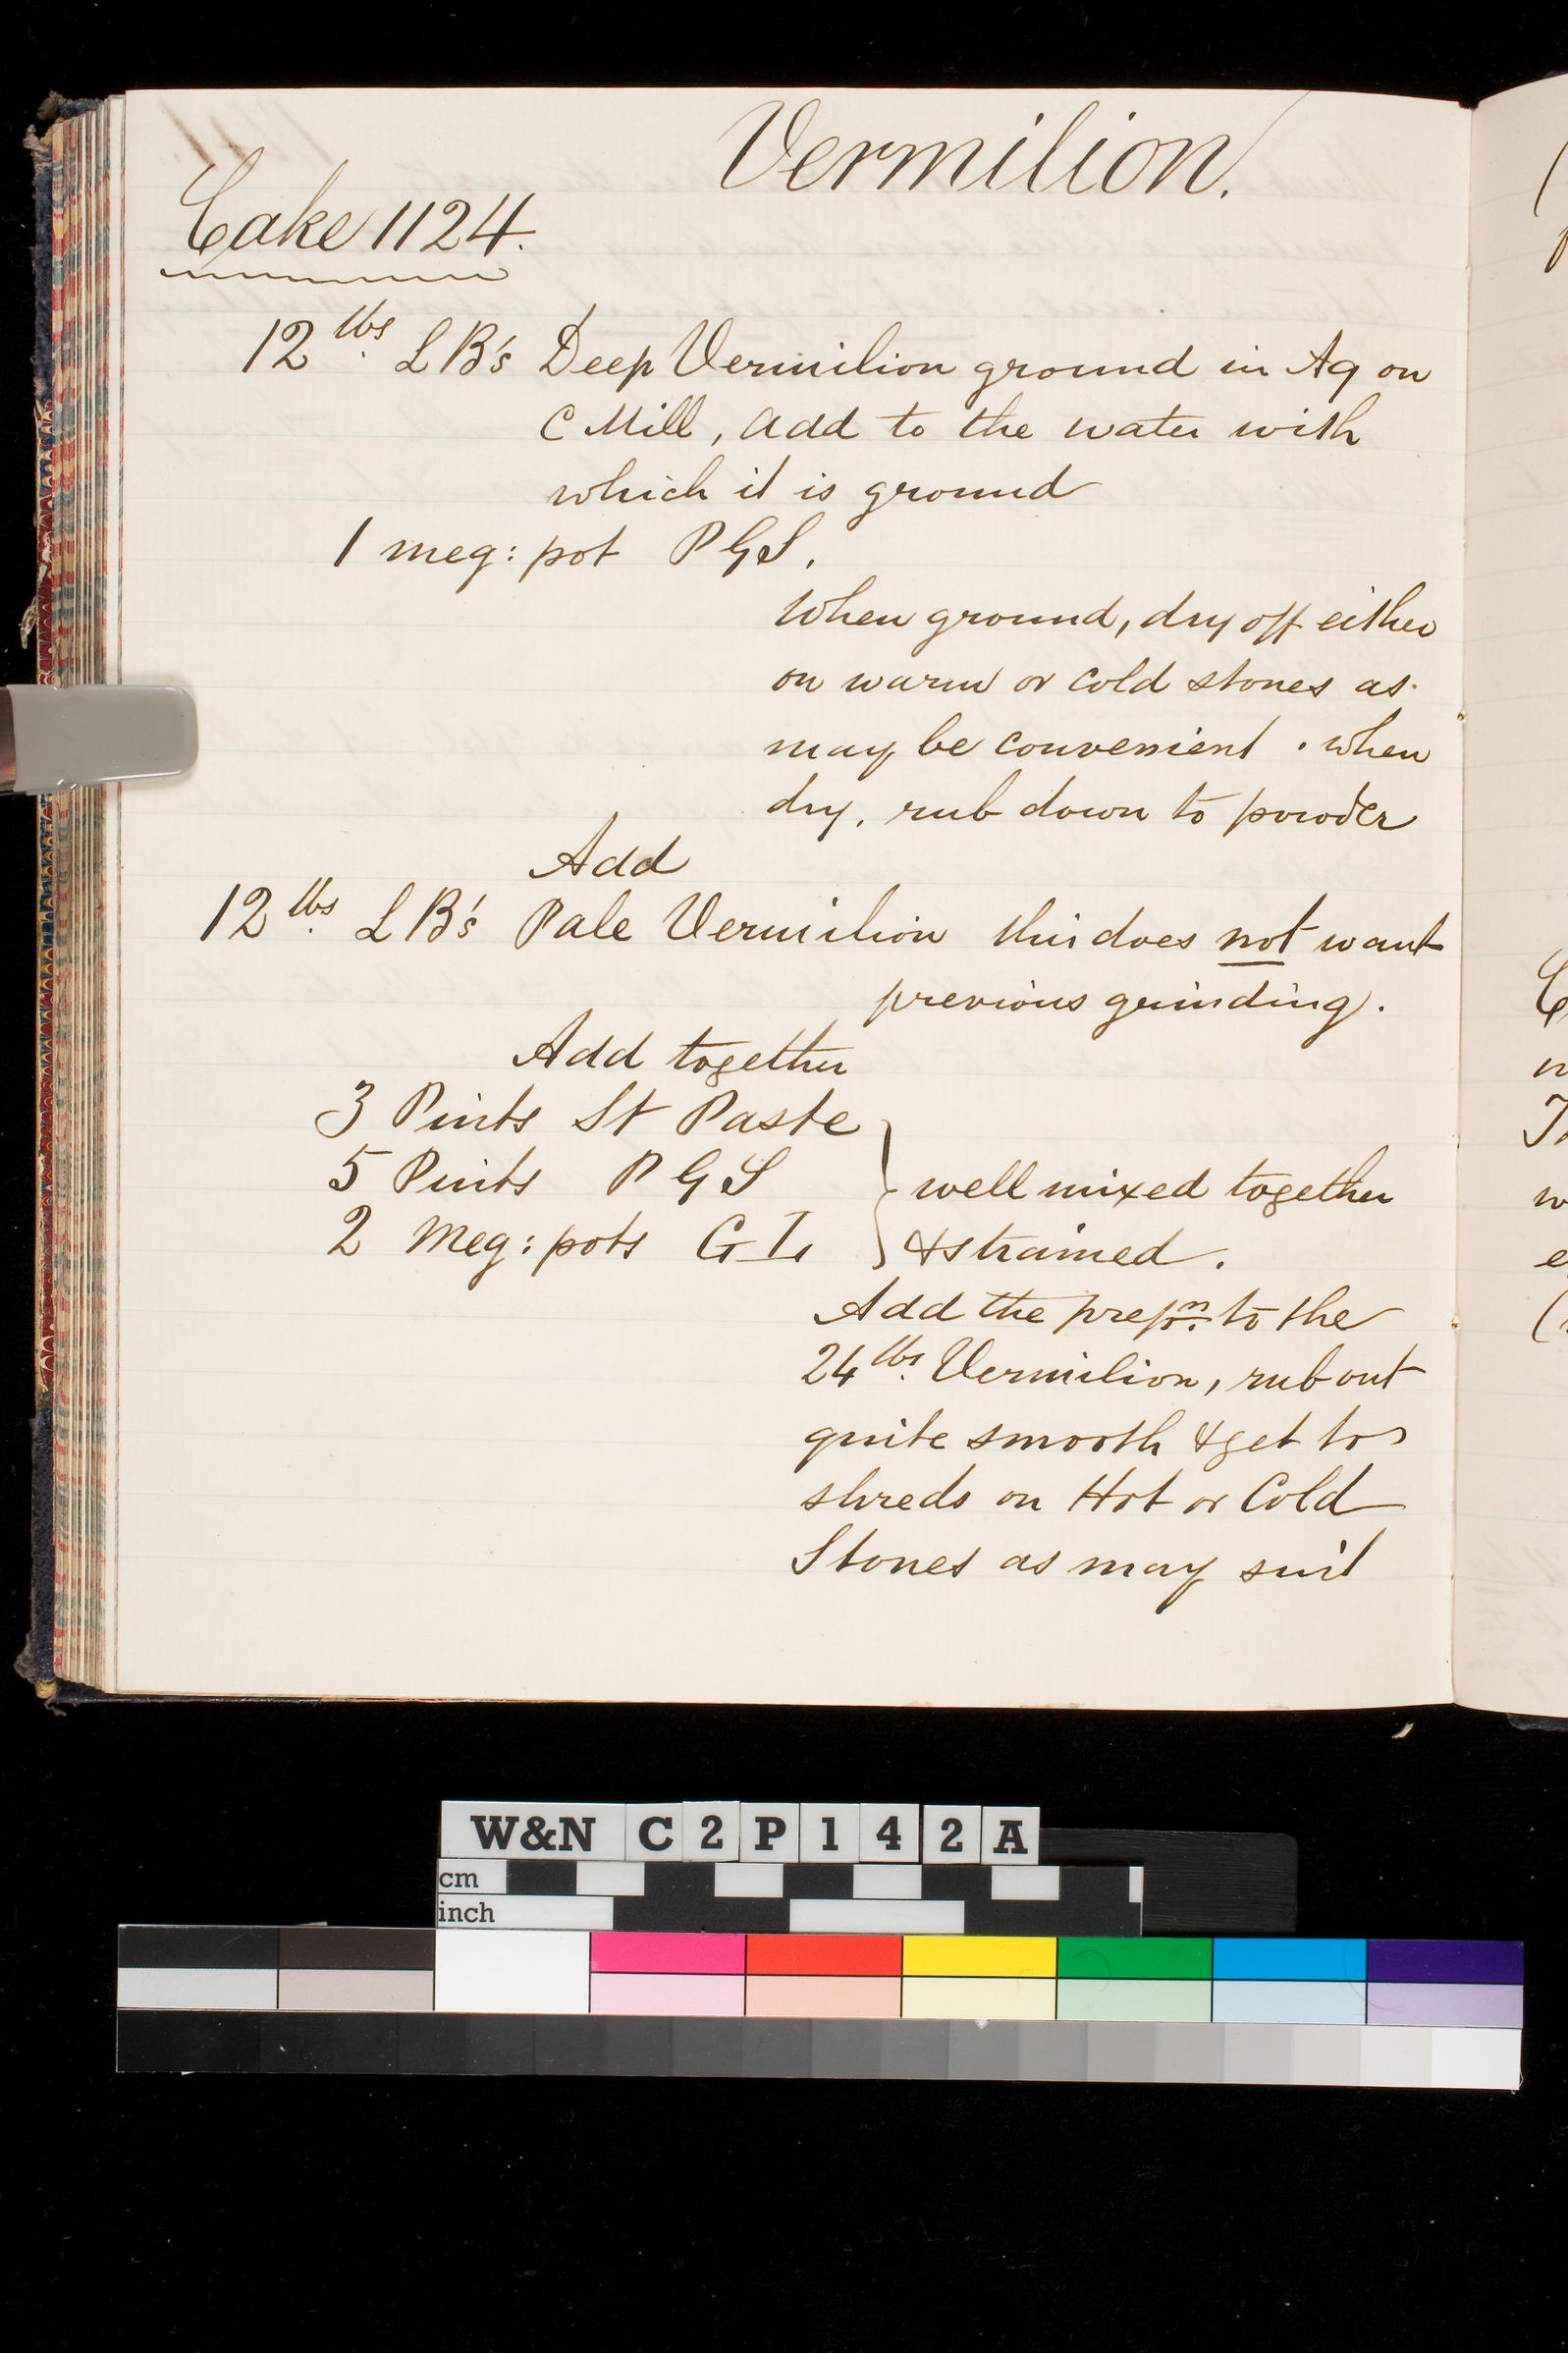 Vermilion.
Cake 1124.
12 lbs. L B's Deep Vermilion ground in Aq on
C Mill, add to the water with
which it is ground
1 meg: pot P G S.
When ground, dry off either
on warm or cold stones as
may be convenient . when
dry, rub down to powder
Add
12 lbs. L B's Pale Vermilion this does not want
previous grinding.
Add together
3 Pints St Paste
5 Pints P G S } well mixed together
2 Meg: pots G I, & strained.
Add the prepn. to the
24 lbs. Vermilion, rub out
quite smooth & get to
shreds on Hot or Cold
Stones as may suit
W&N C2P142A
cm
inch